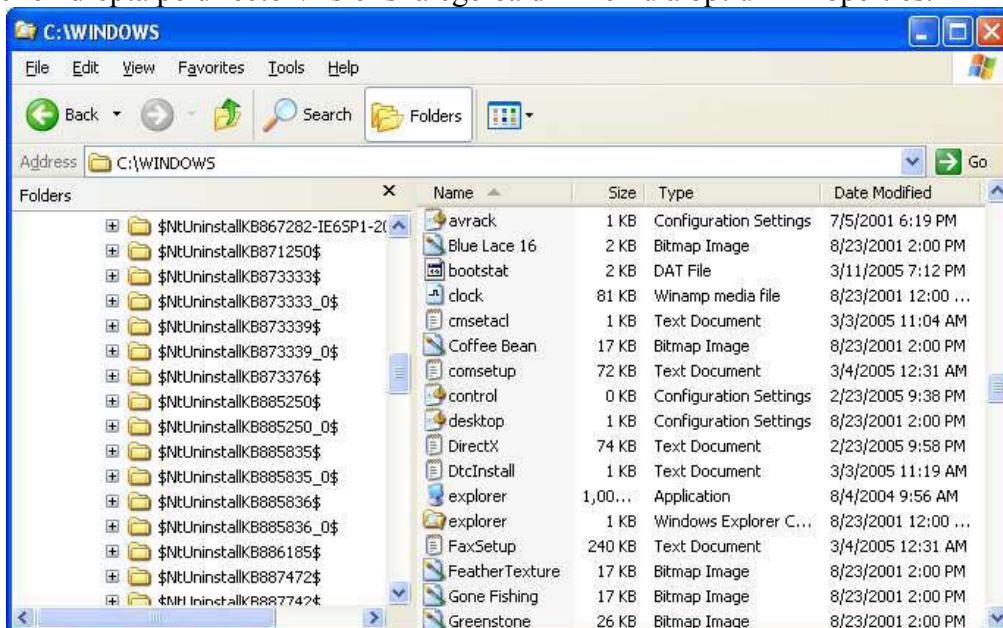 C:\WINDOWS
File Edit View Favorites Tools Help
Back Search Folders
Address C:\WINDOWS Go
Folders x Name Size Type Date Modified
$NtUninstallKB867282-IE6SP1-20
$NtUninstallKB871250$
$NtUninstallKB873333$
$NtUninstallKB873333_0$
$NtUninstallKB873339$
$NtUninstallKB873339_0$
$NtUninstallKB873376$
$NtUninstallKB885250$
$NtUninstallKB885250_0$
$NtUninstallKB885835$
$NtUninstallKB885835_0$
$NtUninstallKB885836$
$NtUninstallKB885836_0$
$NtUninstallKB886185$
$NtUninstallKB887472$
$NtUninstallKB887742$
avrack 1 KB Configuration Settings 7/5/2001 6:19 PM
Blue Lace 16 2 KB Bitmap Image 8/23/2001 2:00 PM
bootstat 2 KB DAT File 3/11/2005 7:12 PM
clock 81 KB Winamp media file 8/23/2001 12:00 ...
cmsetacl 1 KB Text Document 3/3/2005 11:04 AM
Coffee Bean 17 KB Bitmap Image 8/23/2001 2:00 PM
comsetup 72 KB Text Document 3/4/2005 12:31 AM
control 0 KB Configuration Settings 2/23/2005 9:38 PM
desktop 1 KB Configuration Settings 8/23/2001 2:00 PM
DirectX 74 KB Text Document 2/23/2005 9:58 PM
DtcInstall 1 KB Text Document 3/3/2005 11:19 AM
explorer 1,00... Application 8/4/2004 9:56 AM
explorer 1 KB Windows Explorer C... 8/23/2001 12:00 ...
FaxSetup 240 KB Text Document 3/4/2005 12:31 AM
FeatherTexture 17 KB Bitmap Image 8/23/2001 2:00 PM
Gone Fishing 17 KB Bitmap Image 8/23/2001 2:00 PM
Greenstone 26 KB Bitmap Image 8/23/2001 2:00 PM